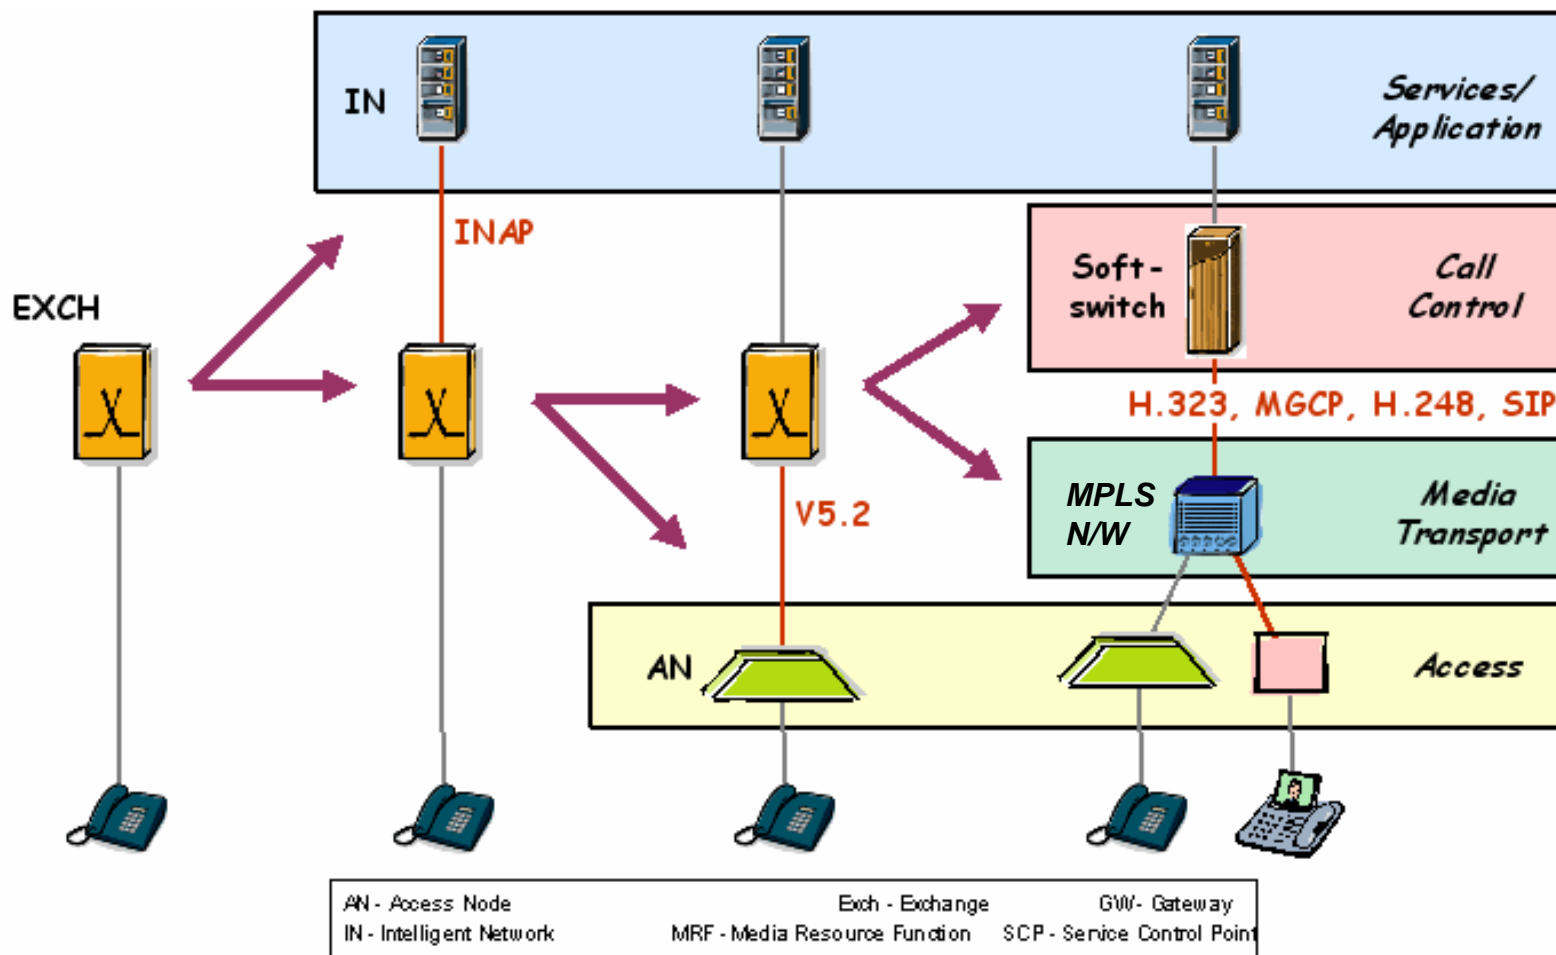 IN
Services/
Application
INAP
EXCH
Soft-
switch
Call
Control
H.323, MGCP, H.248, SIP
V5.2
MPLS
N/W
Media
Transport
AN
Access
AN - Access Node
Exch - Exchange
GW - Gateway
IN - Intelligent Network
MRF - Media Resource Function
SCP - Service Control Point